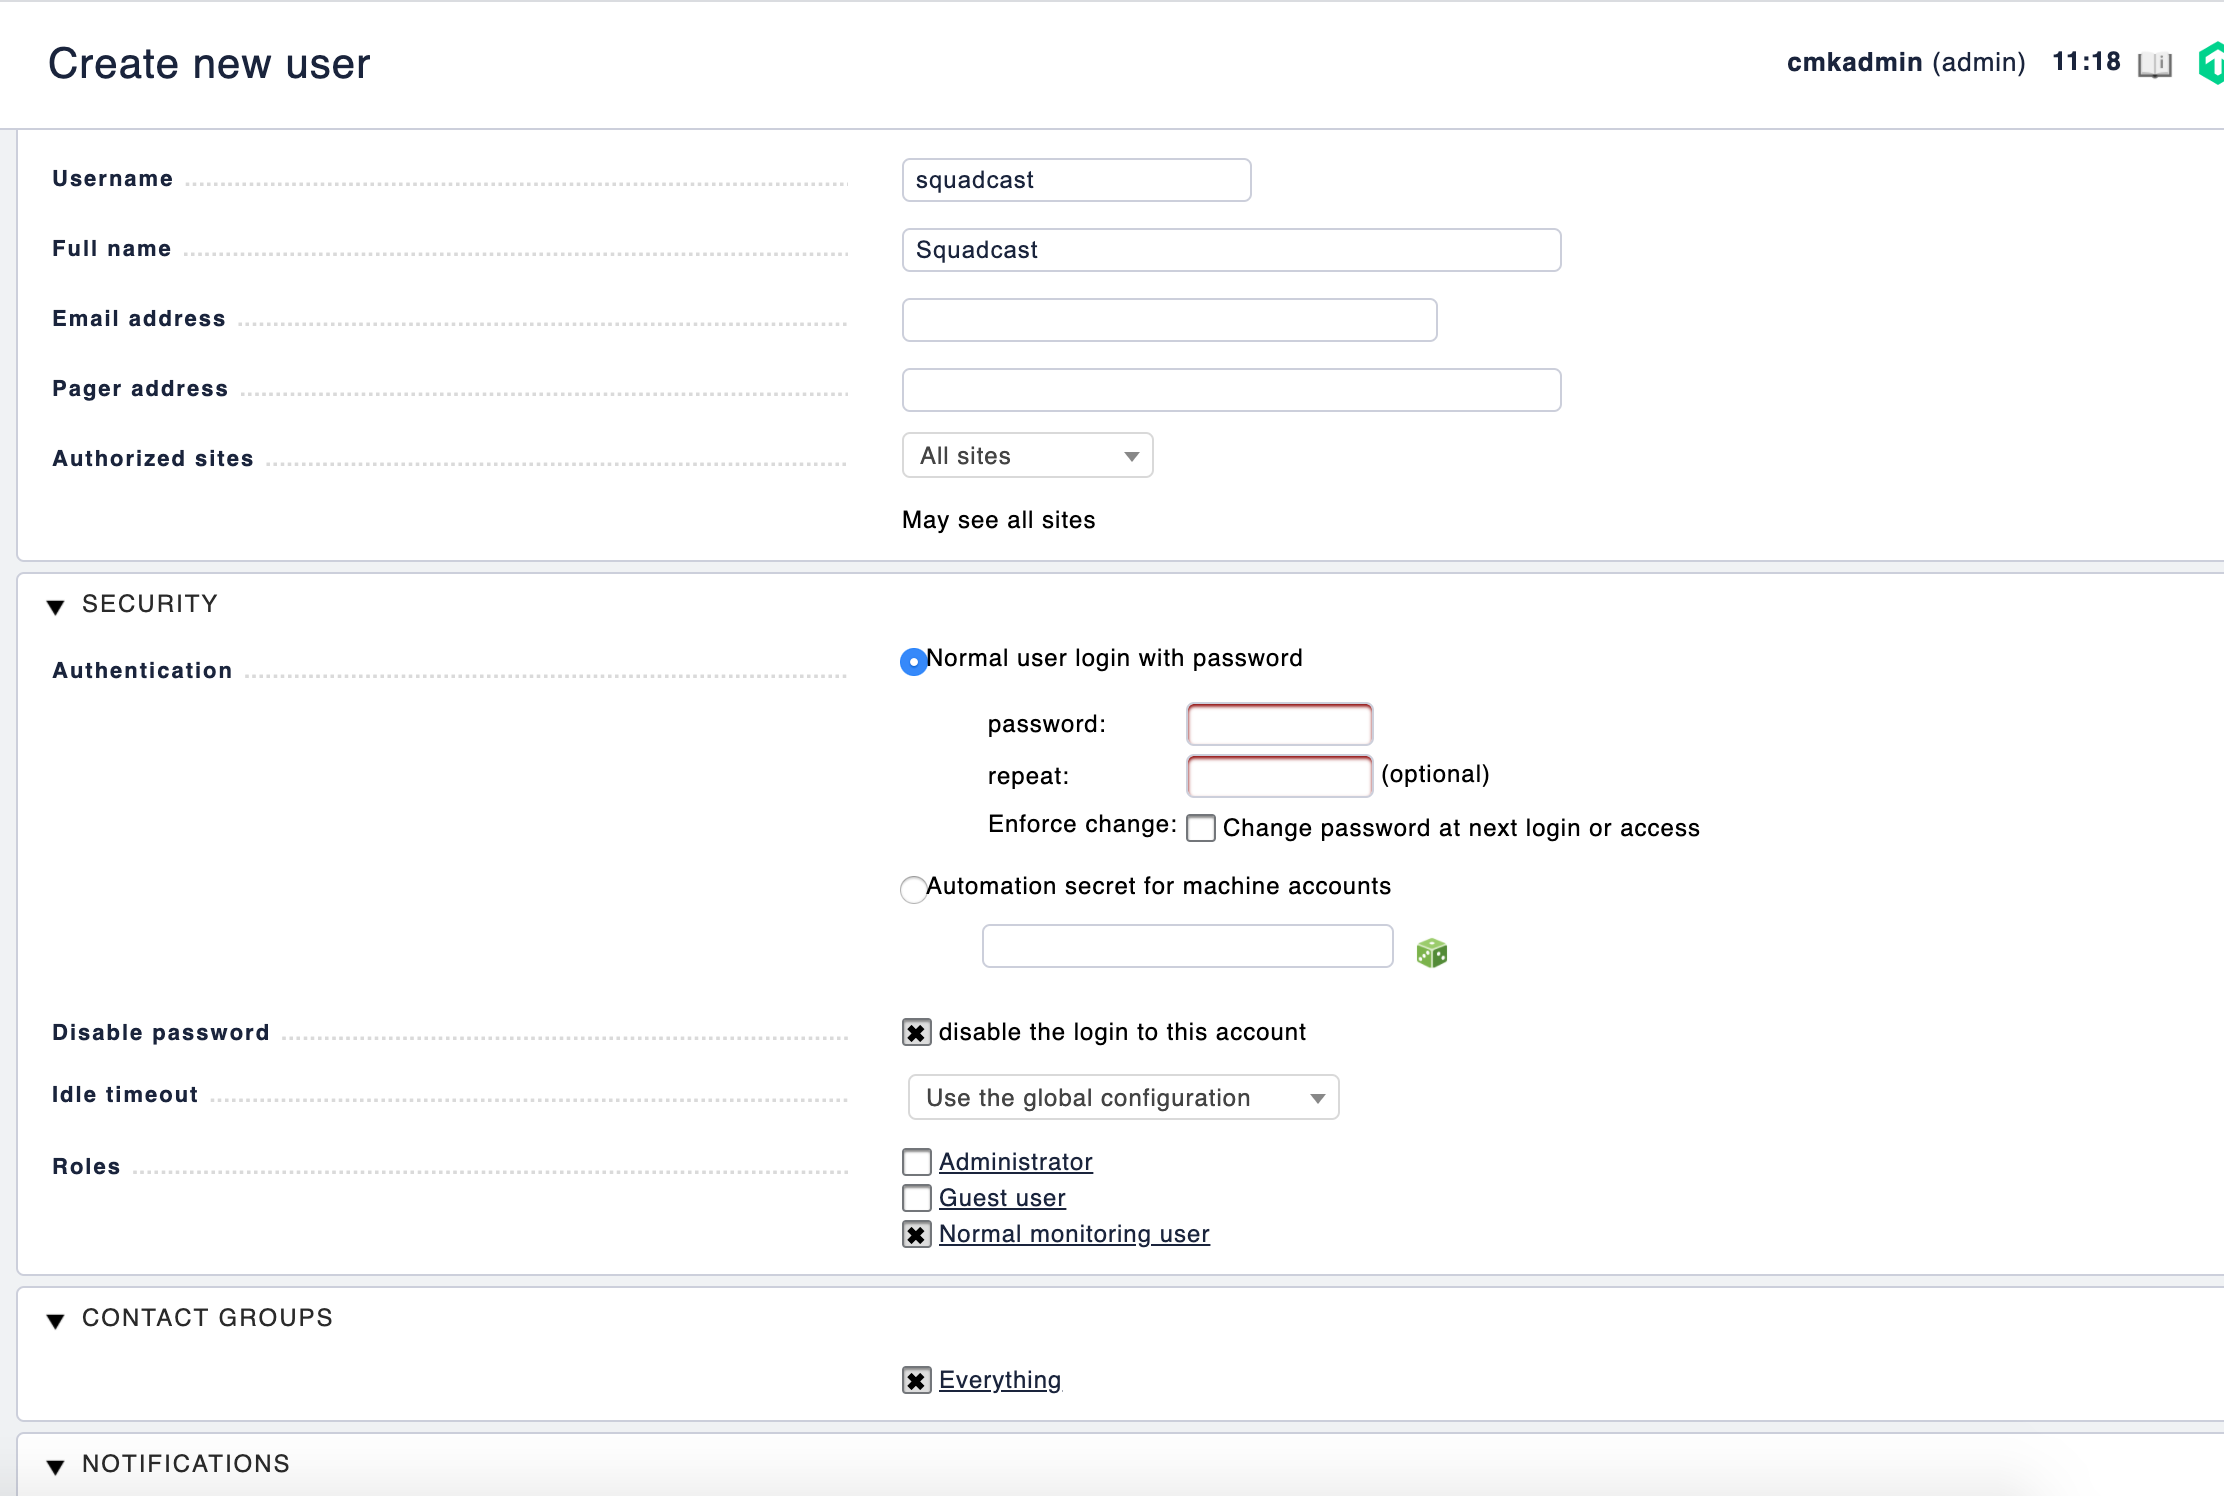 Create new user
cmkadmin (admin) 11:18
Username
squadcast
Full name
Squadcast
Email address
Pager address
Authorized sites
All sites
May see all sites
SECURITY
Authentication
Normal user login with password
password:
repeat:
(optional)
Enforce change:
Change password at next login or access
Automation secret for machine accounts
Disable password
disable the login to this account
Idle timeout
Use the global configuration
Roles
Administrator
Guest user
Normal monitoring user
CONTACT GROUPS
Everything
NOTIFICATIONS